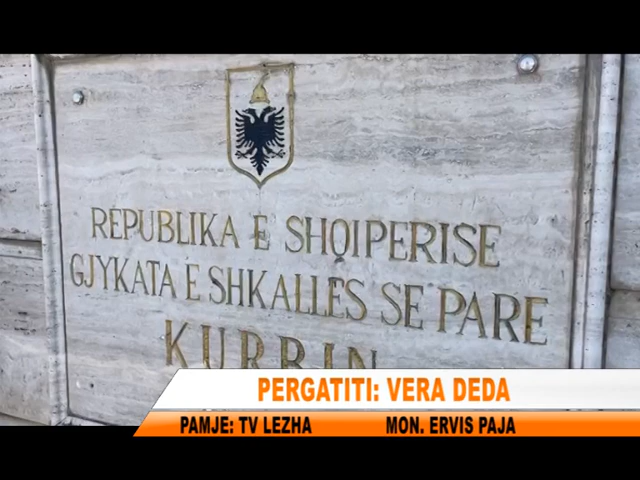 REPUBLIKA E SHQIPERISE
GJYKATA E SHKALLES SE PARE
KURBIN
PERGATITI: VERA DEDA
PAMJE: TV LEZHA MON. ERVIS PAJA